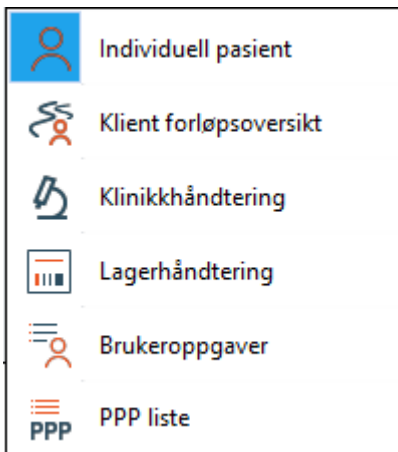 Individuell pasient
Klient forløpsoversikt
Klinikkhåndtering
Lagerhåndtering
Brukeroppgaver
PPP PPP liste